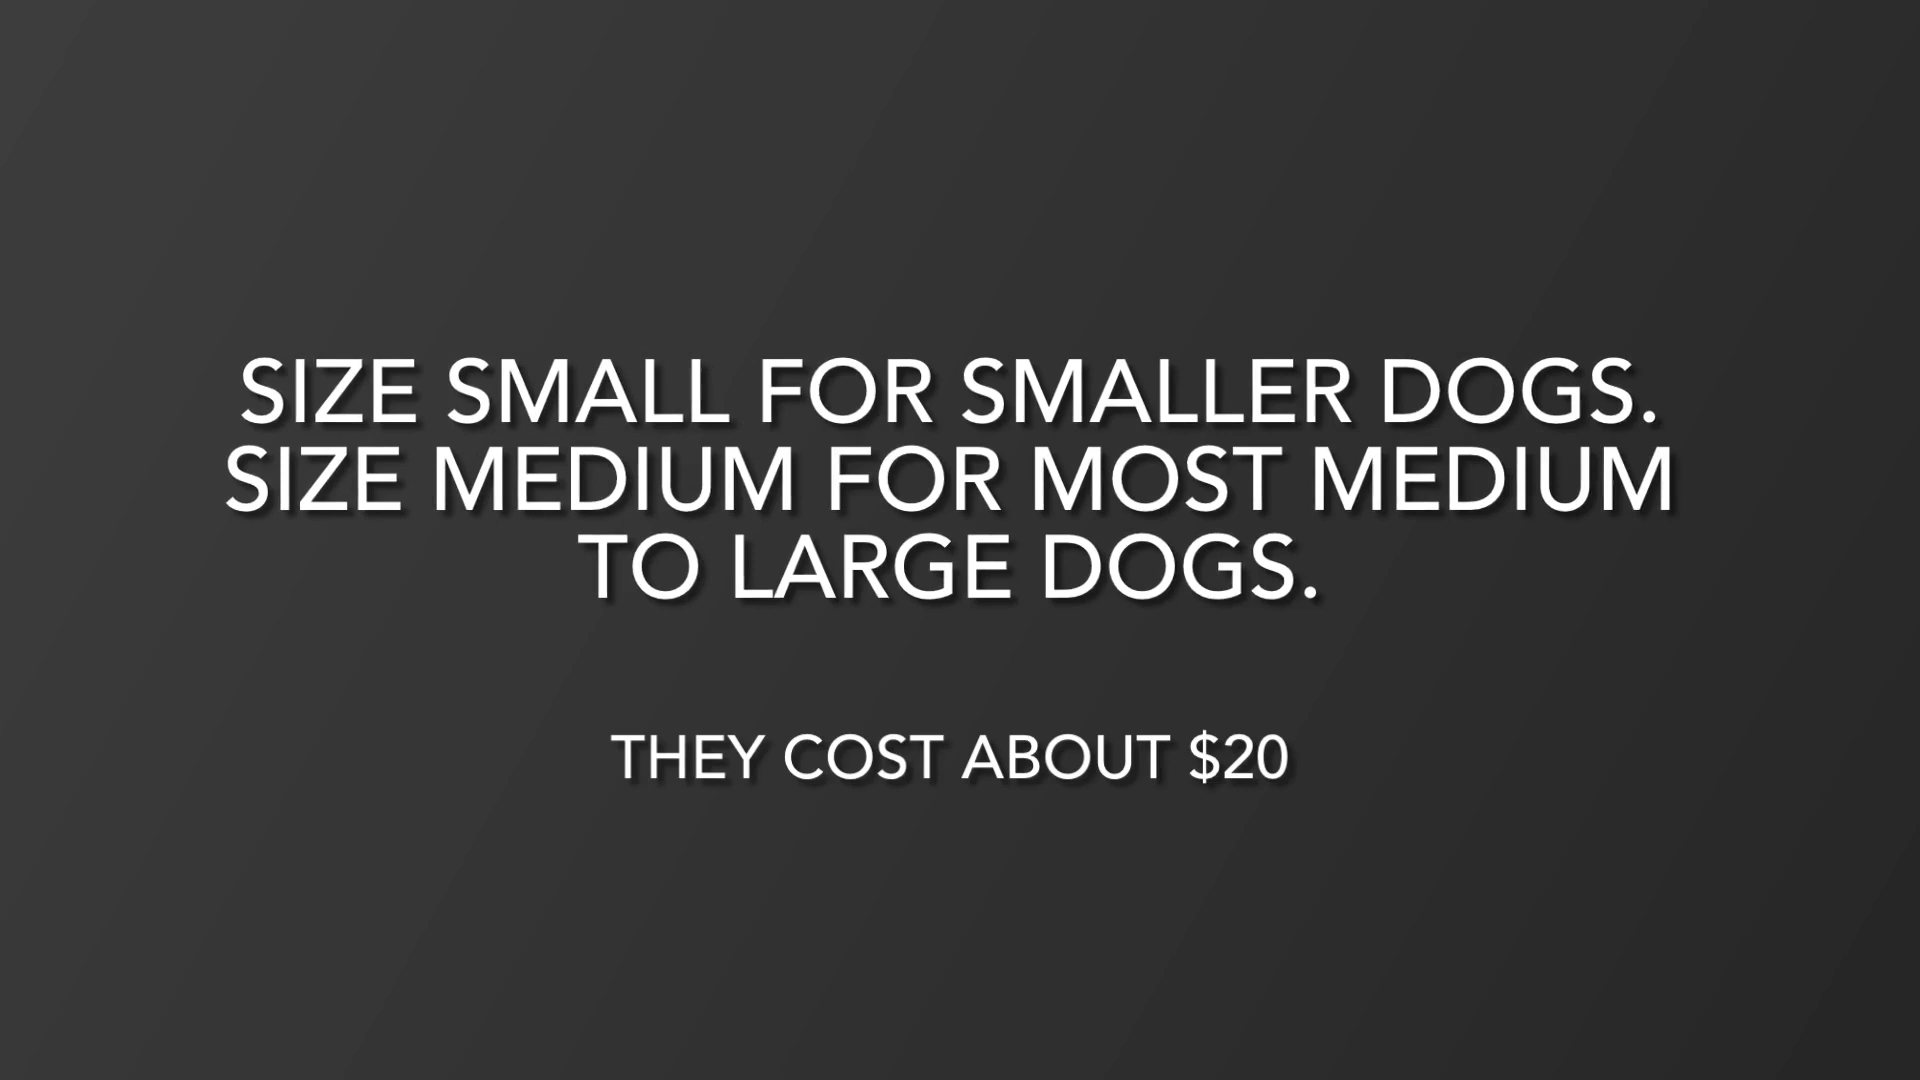 SIZE SMALL FOR SMALLER DOGS.
SIZE MEDIUM FOR MOST MEDIUM
TO LARGE DOGS.
THEY COST ABOUT $20